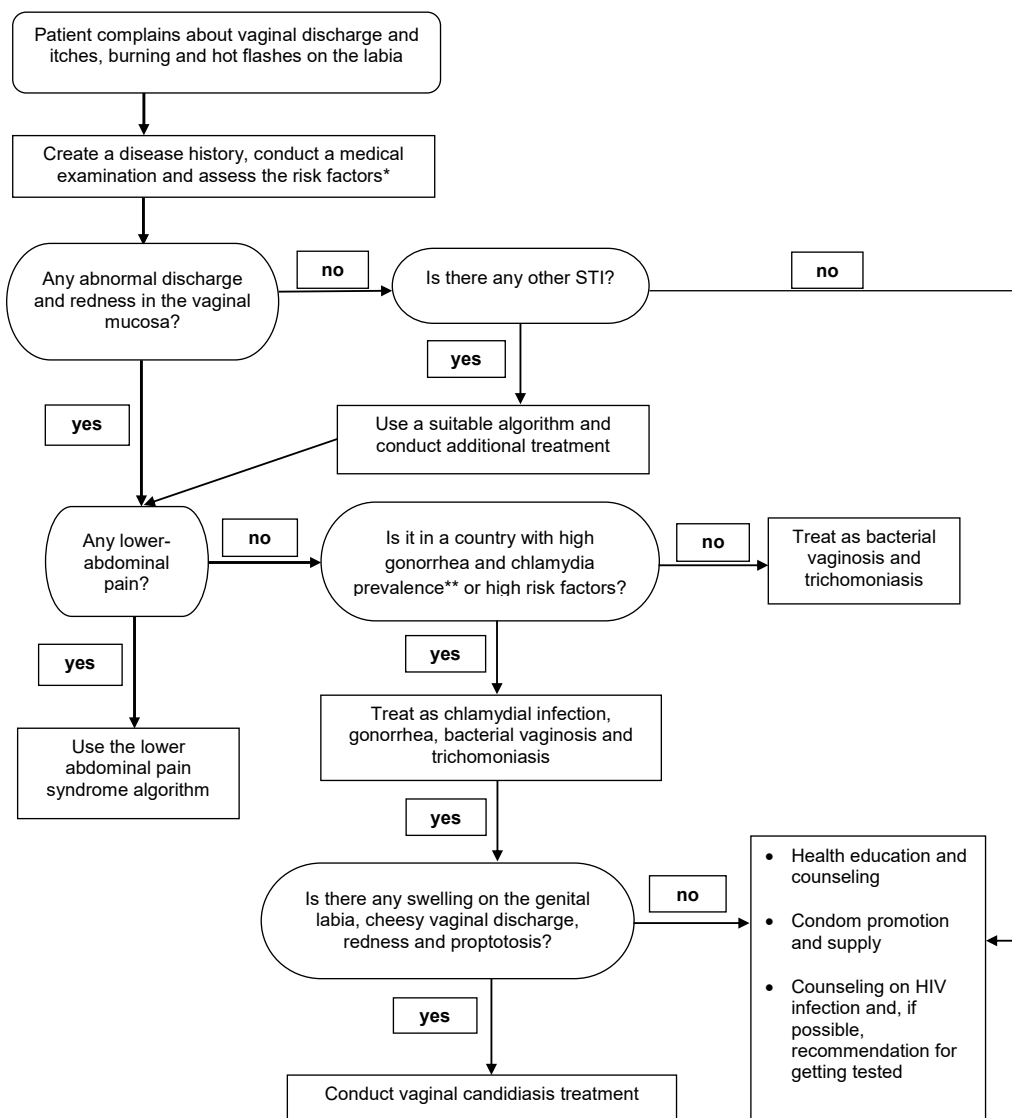 Patient complains about vaginal discharge and
itches, burning and hot flashes on the labia
Create a disease history, conduct a medical
examination and assess the risk factors*
Any abnormal discharge
and redness in the vaginal
mucosa?
no
Is there any other STI?
no
yes
yes
Use a suitable algorithm and
conduct additional treatment
Any lower-
abdominal
pain?
no
Is it in a country with high
gonorrhea and chlamydia
prevalence** or high risk factors?
no
Treat as bacterial
vaginosis and
trichomoniasis
yes
yes
Use the lower
abdominal pain
syndrome algorithm
Treat as chlamydial infection,
gonorrhea, bacterial vaginosis and
trichomoniasis
yes
Is there any swelling on the genital
labia, cheesy vaginal discharge,
redness and proptotosis?
no
• Health education and
counseling
• Condom promotion
and supply
• Counseling on HIV
infection and, if
possible,
recommendation for
getting tested
yes
Conduct vaginal candidiasis treatment